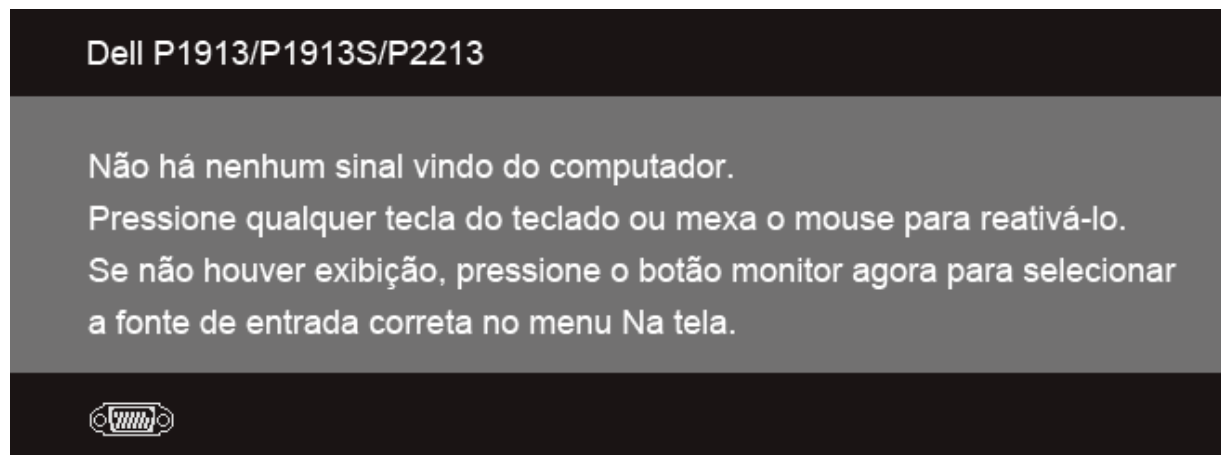 Dell P1913/P1913S/P2213
Não há nenhum sinal vindo do computador.
Pressione qualquer tecla do teclado ou mexa o mouse para reativá-lo.
Se não houver exibição, pressione o botão monitor agora para selecionar
a fonte de entrada correta no menu Na tela.